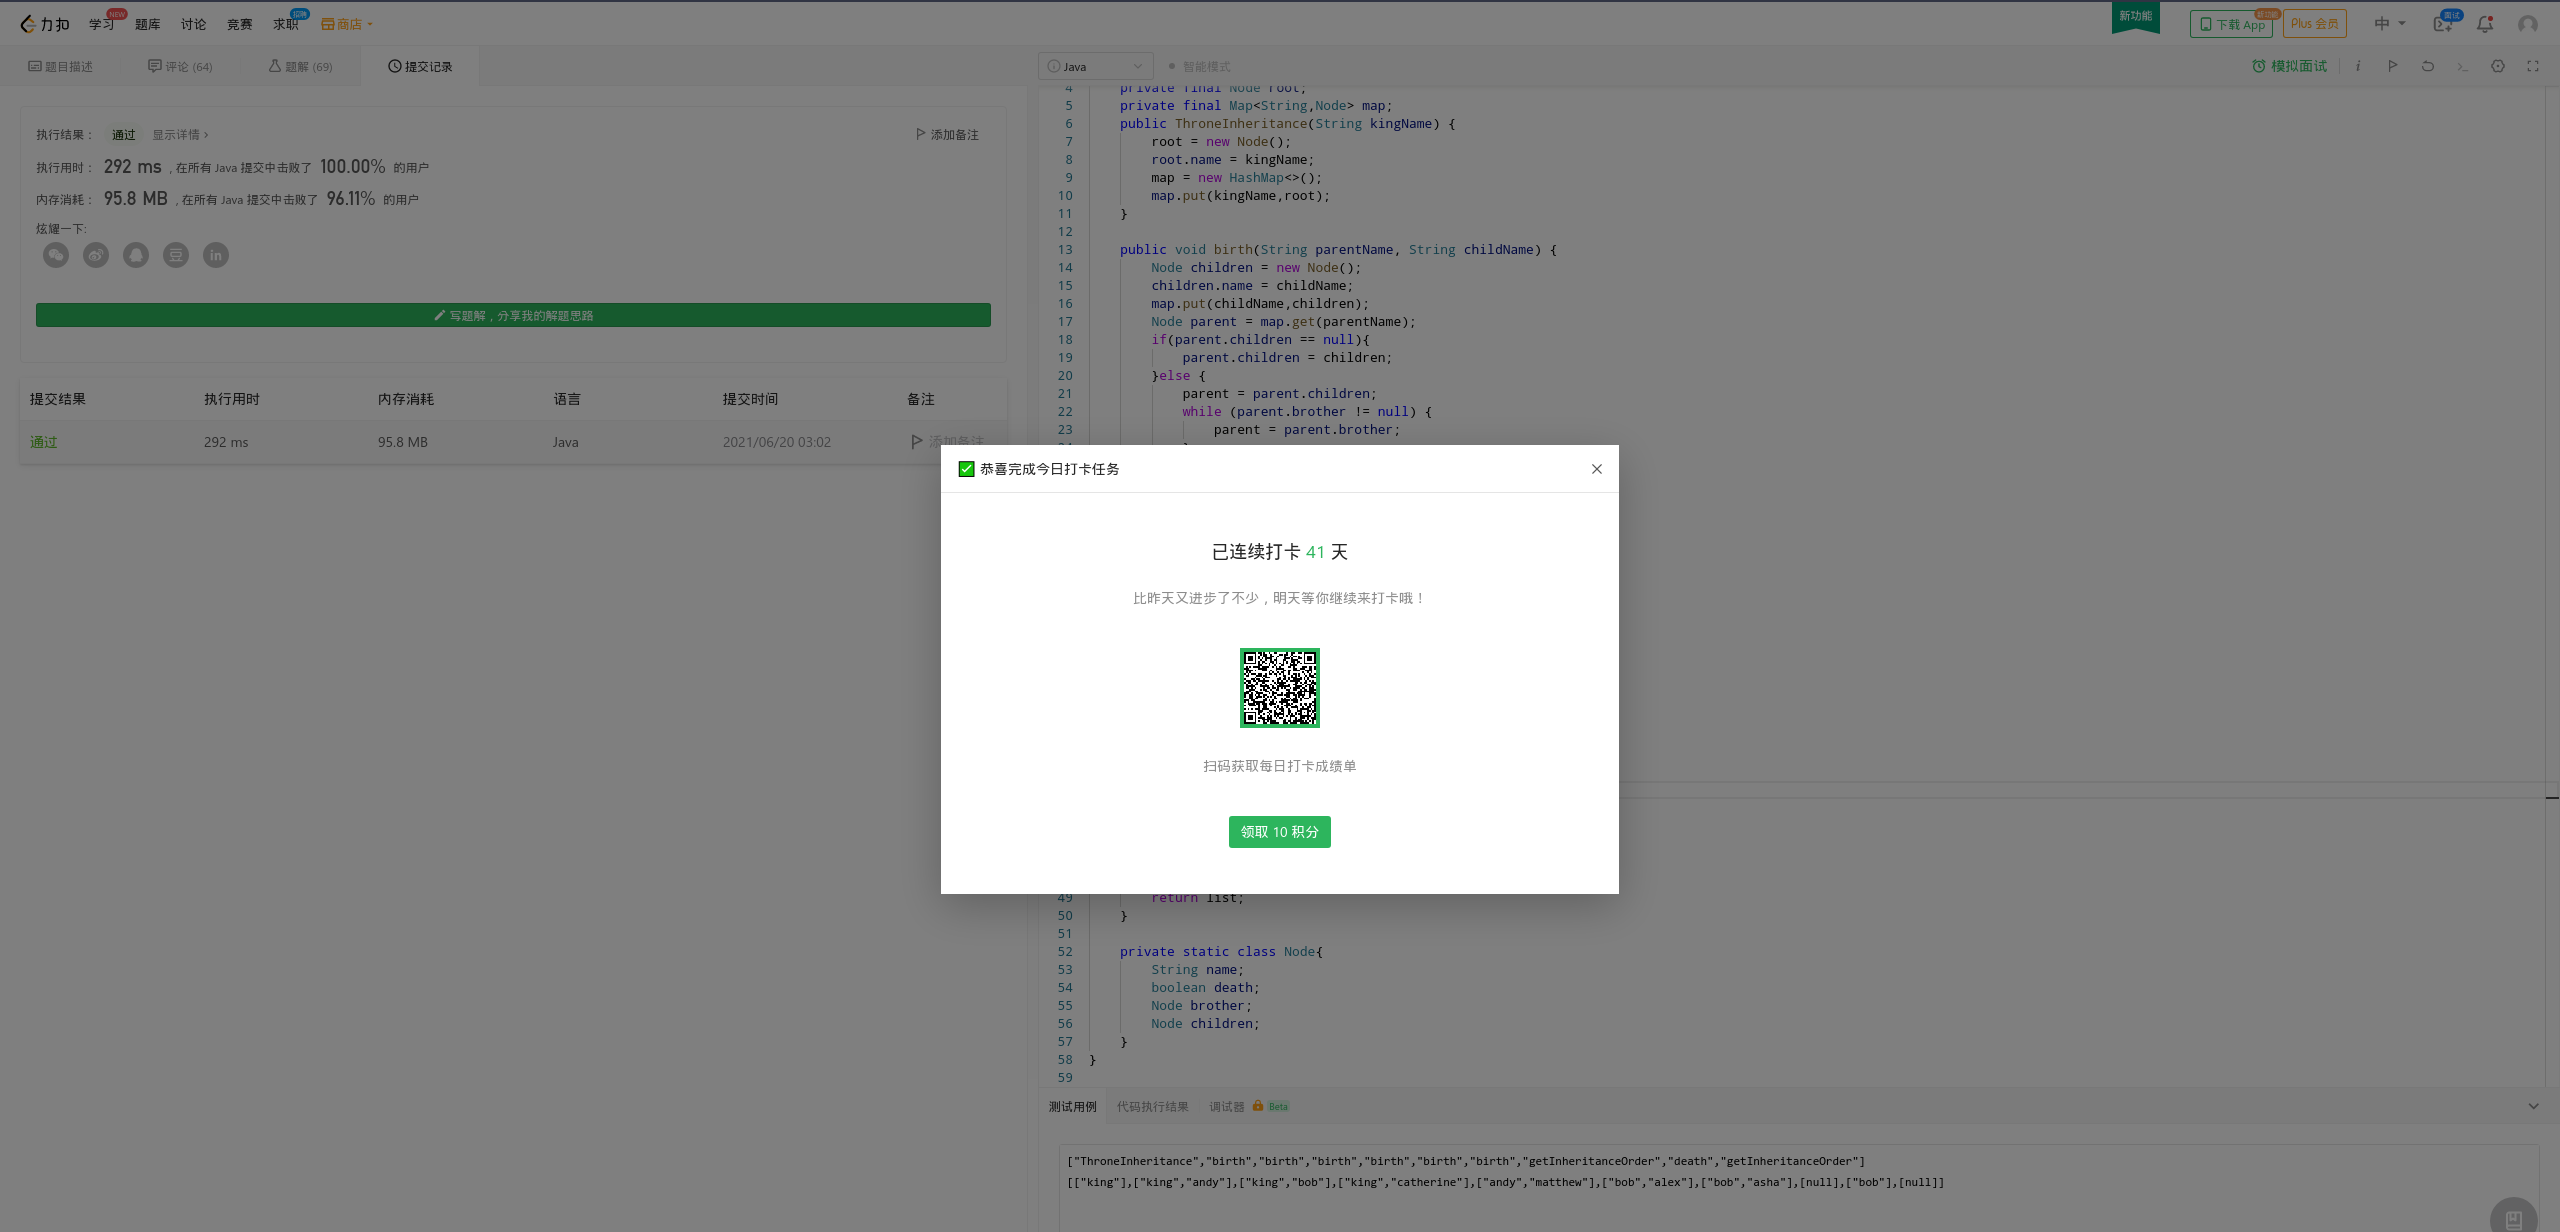 力扣 学习 NEW 题库 讨论 竞赛 求职 招聘 商店 新功能 下载 App 新功能 Plus 会员 中 面试
题目描述 评论 (64) 题解 (69) 提交记录
Java 智能模式 模拟面试
执行结果： 通过 显示详情 > 添加备注
执行用时： 292 ms , 在所有 Java 提交中击败了 100.00% 的用户
内存消耗： 95.8 MB , 在所有 Java 提交中击败了 96.11% 的用户
炫耀一下:
豆 in
写题解，分享我的解题思路
提交结果 执行用时 内存消耗 语言 提交时间 备注
通过 292 ms 95.8 MB Java 2021/06/20 03:02 添加备注
4 private final Node root;
5 private final Map<String,Node> map;
6 public ThroneInheritance(String kingName) {
7 root = new Node();
8 root.name = kingName;
9 map = new HashMap<>();
10 map.put(kingName,root);
11 }
12
13 public void birth(String parentName, String childName) {
14 Node children = new Node();
15 children.name = childName;
16 map.put(childName,children);
17 Node parent = map.get(parentName);
18 if(parent.children == null){
19 parent.children = children;
20 }else {
21 parent = parent.children;
22 while (parent.brother != null) {
23 parent = parent.brother;
恭喜完成今日打卡任务
已连续打卡 41 天
比昨天又进步了不少，明天等你继续来打卡哦！
扫码获取每日打卡成绩单
领取 10 积分
49 return list;
50 }
51
52 private static class Node{
53 String name;
54 boolean death;
55 Node brother;
56 Node children;
57 }
58 }
59
测试用例 代码执行结果 调试器 Beta
["ThroneInheritance","birth","birth","birth","birth","birth","birth","getInheritanceOrder","death","getInheritanceOrder"]
[["king"],["king","andy"],["king","bob"],["king","catherine"],["andy","matthew"],["bob","alex"],["bob","asha"],[null],["bob"],[null]]